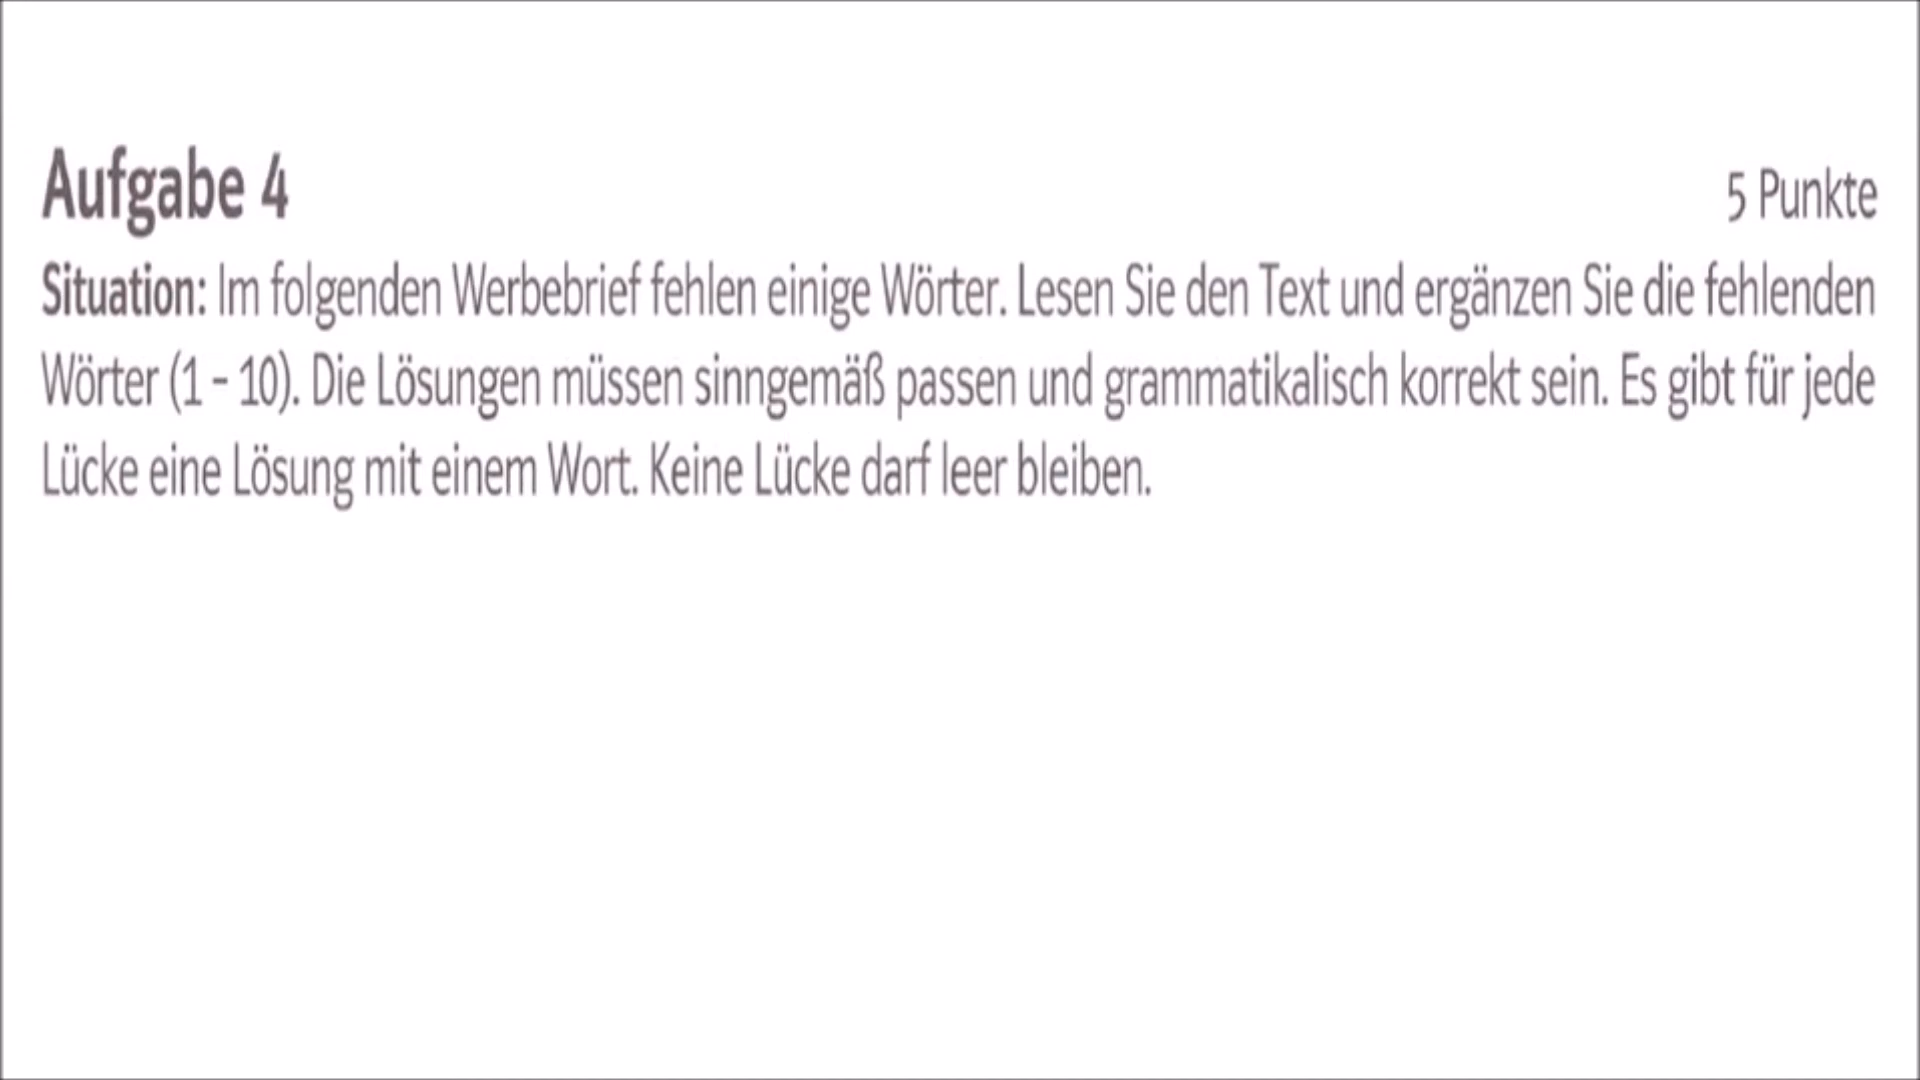 Aufgabe 4 5 Punkte
Situation: Im folgenden Werbebrief fehlen einige Wörter. Lesen Sie den Text und ergänzen Sie die fehlenden
Wörter (1 – 10). Die Lösungen müssen sinngemäß passen und grammatikalisch korrekt sein. Es gibt für jede
Lücke eine Lösung mit einem Wort. Keine Lücke darf leer bleiben.